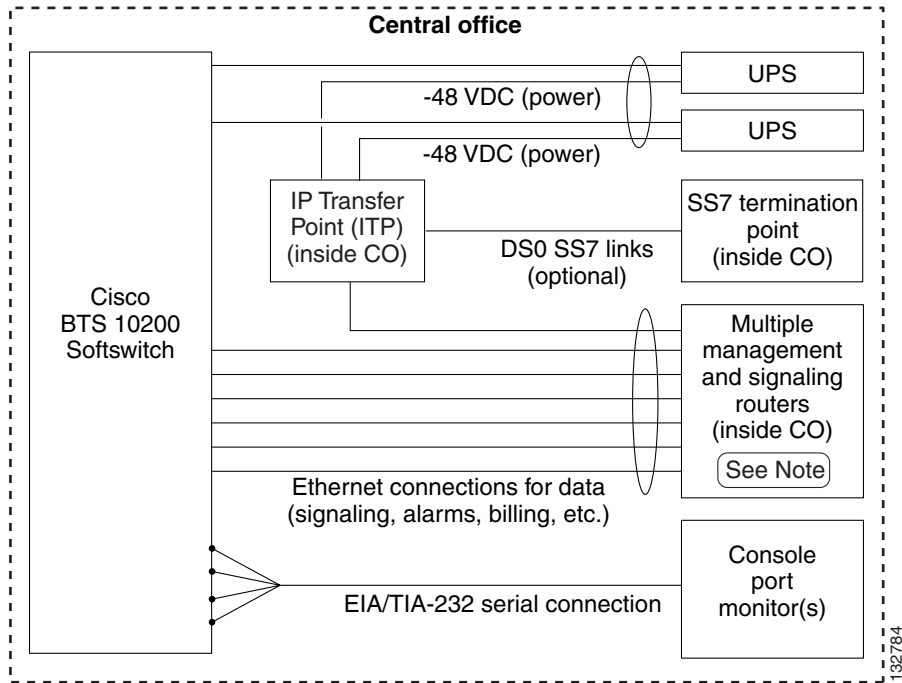 Central office
UPS
-48 VDC (power)
UPS
-48 VDC (power)
IP Transfer
Point (ITP)
(inside CO)
SS7 termination
point
(inside CO)
DS0 SS7 links
(optional)
Cisco
BTS 10200
Softswitch
Multiple
management
and signaling
routers
(inside CO)
See Note
Ethernet connections for data
(signaling, alarms, billing, etc.)
Console
port
monitor(s)
EIA/TIA-232 serial connection
132784